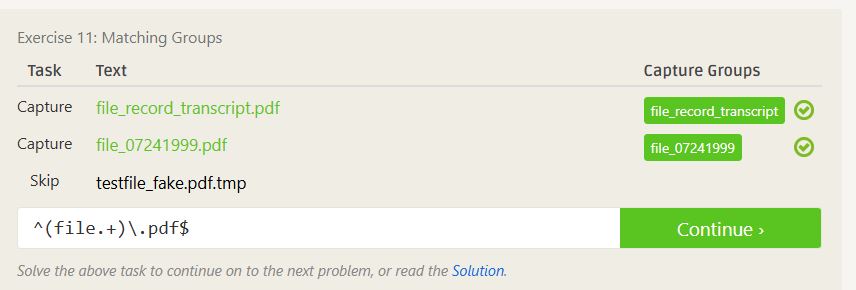 Exercise 11: Matching Groups
Task Text Capture Groups
Capture file_record_transcript.pdf file_record_transcript
Capture file_07241999.pdf file_07241999
Skip testfile_fake.pdf.tmp
^(file.+)\.pdf$ Continue ›
Solve the above task to continue on to the next problem, or read the Solution.